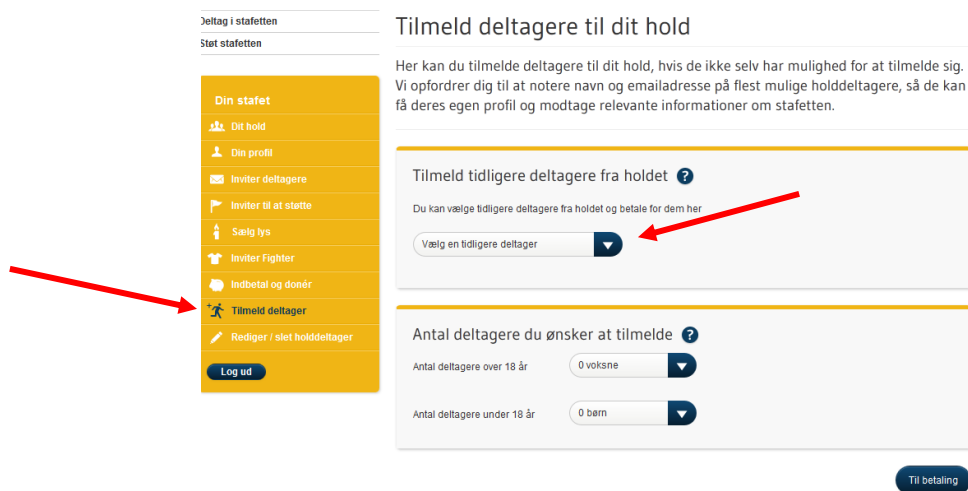 Deltag i stafetten
Støt stafetten
Din stafet
Dit hold
Din profil
Inviter deltagere
Inviter til at støtte
Sælg lys
Inviter Fighter
Indbetal og donér
Tilmeld deltager
Rediger / slet holddeltager
Log ud
Tilmeld deltagere til dit hold
Her kan du tilmelde deltagere til dit hold, hvis de ikke selv har mulighed for at tilmelde sig.
Vi opfordrer dig til at notere navn og emailadresse på flest mulige holddeltagere, så de kan
få deres egen profil og modtage relevante informationer om stafetten.
Tilmeld tidligere deltagere fra holdet ?
Du kan vælge tidligere deltagere fra holdet og betale for dem her
Vælg en tidligere deltager
Antal deltagere du ønsker at tilmelde ?
Antal deltagere over 18 år 0 voksne
Antal deltagere under 18 år 0 børn
Til betaling